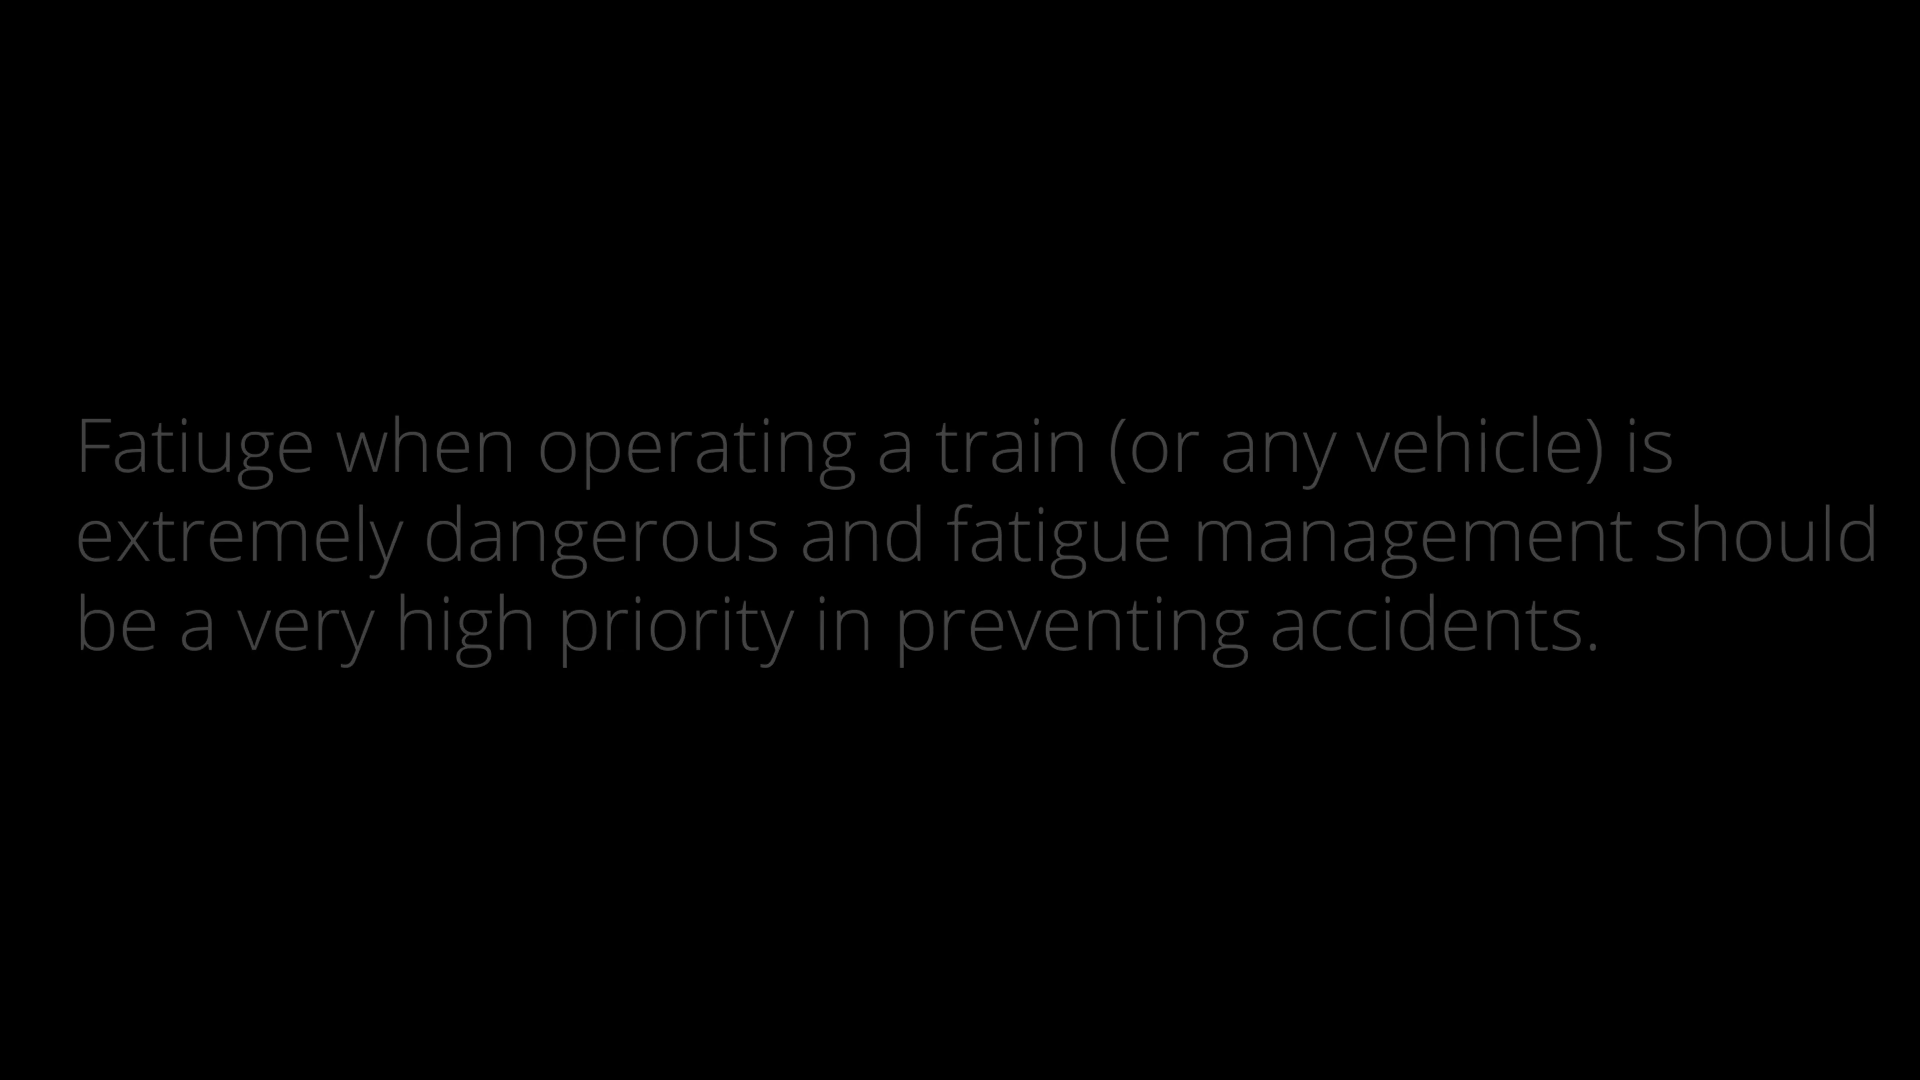 Fatiuge when operating a train (or any vehicle) is
extremely dangerous and fatigue management should
be a very high priority in preventing accidents.